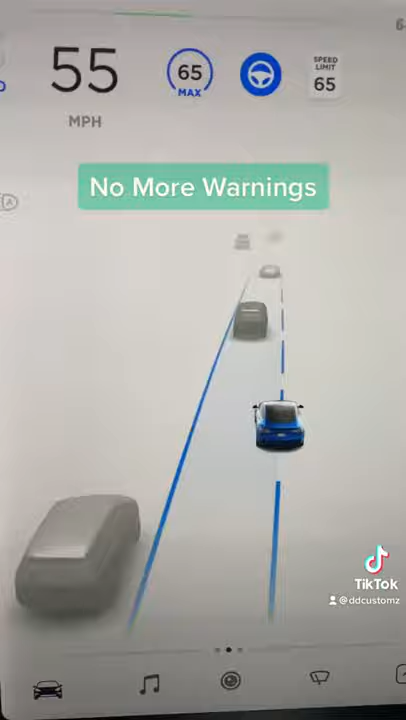 55
MPH
65
MAX
SPEED
LIMIT
65
No More Warnings
A
TikTok
@ddcustomz